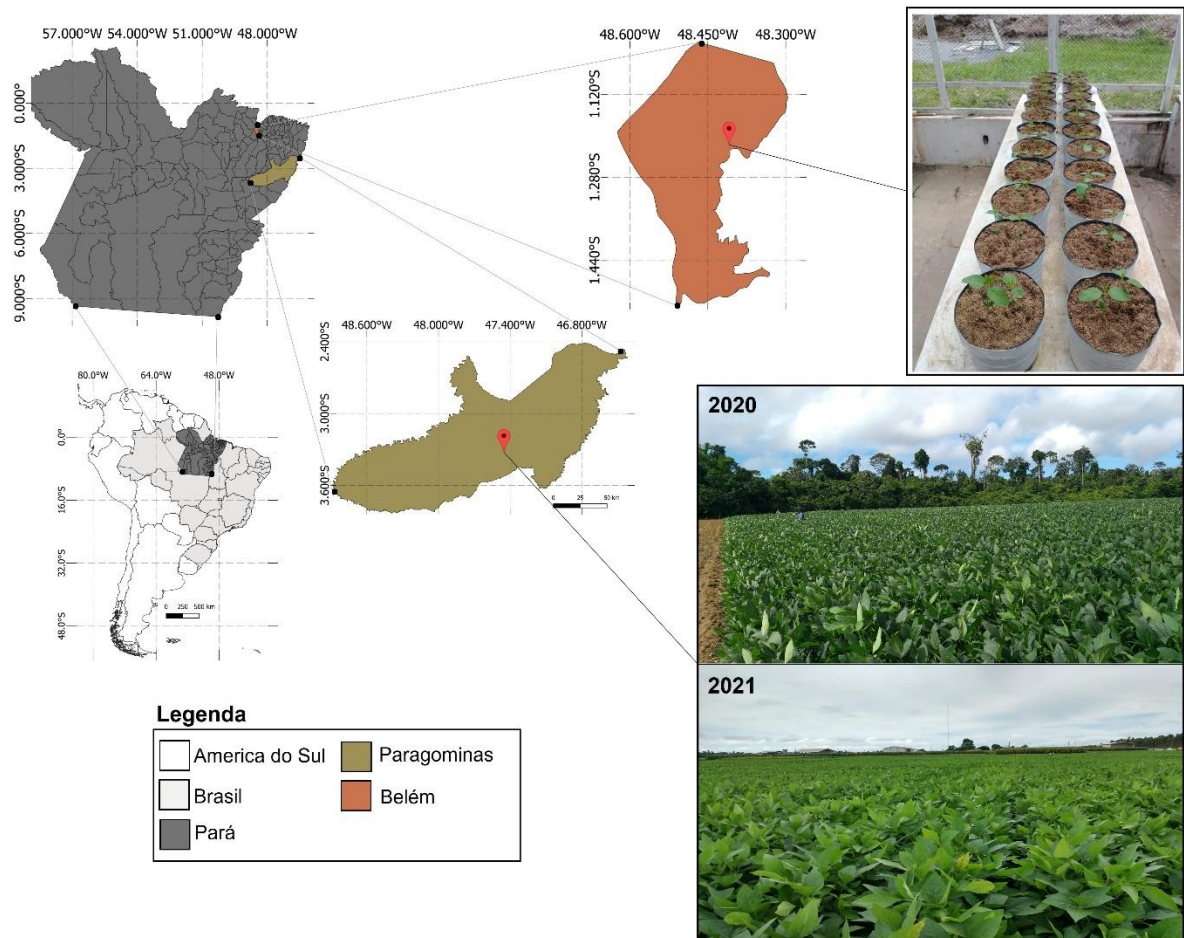 57.000°W 54.000°W 51.000°W 48.000°W
0.000°
3.000°S
6.000°S
9.000°S
48.600°W 48.450°W 48.300°W
1.120°S
1.280°S
1.440°S
48.600°W 48.000°W 47.400°W 46.800°W
2.400°S
3.000°S
3.600°S
0 25 50 km
80.0°W 64.0°W 48.0°W
0.0°
16.0°S
32.0°S
48.0°S
0 250 500 km
2020
2021
Legenda
America do Sul
Brasil
Pará
Paragominas
Belém